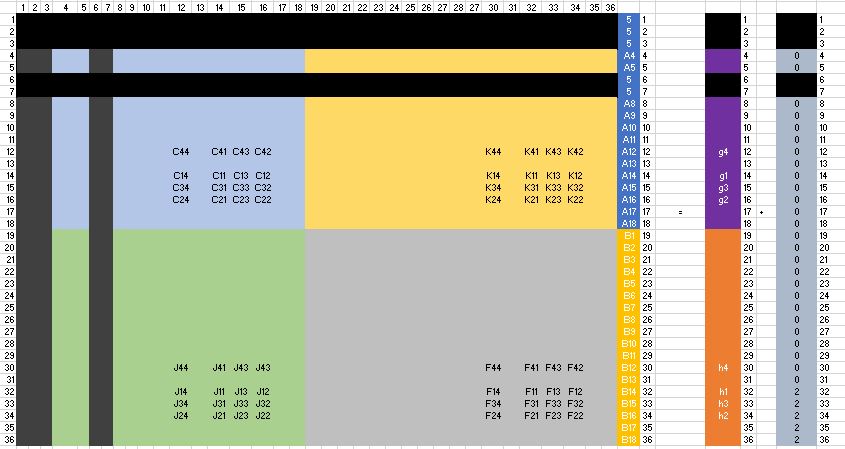 1 2 3 4 5 6 7 8 9 10 11 12 13 14 15 16 17 18 19 20 21 22 23 24 25 26 27 30 32 33 34 35 36
1 5 1 1 1
2 5 2 2 2
3 5 3 3 3
4 A4 4 4 0 4
5 A5 5 5 0 5
6 5 6 6 6
7 5 7 7 7
8 A8 8 8 0 8
9 A9 9 9 0 9
10 A10 10 10 0 10
11 A11 11 11 0 11
12 C44 C41 C43 C42 K44 K41 K43 K42 A12 12 g4 12 0 12
13 A13 13 13 0 13
14 C14 C11 C13 C12 K14 K11 K13 K12 A14 14 g1 14 0 14
15 C34 C31 C33 C32 K34 K31 K33 K32 A15 15 g3 15 0 15
16 C24 C21 C23 C22 K24 K21 K23 K22 A16 16 g2 16 0 16
17 A17 17 = 17 + 0 17
18 A18 18 18 0 18
19 B1 19 19 0 19
20 B2 20 20 0 20
21 B3 21 21 0 21
22 B4 22 22 0 22
23 B5 23 23 0 23
24 B6 24 24 0 24
25 B7 25 25 0 25
26 B8 26 26 0 26
27 B9 27 27 0 27
28 B10 28 28 0 28
29 B11 29 29 0 29
30 J44 J41 J43 J43 F44 F41 F43 F42 B12 30 h4 30 0 30
31 B13 31 31 0 31
32 J14 J11 J13 J12 F14 F11 F13 F12 B14 32 h1 32 2 32
33 J34 J31 J33 J32 F34 F31 F33 F32 B15 33 h3 33 2 33
34 J24 J21 J23 J22 F24 F21 F23 F22 B16 34 h2 34 2 34
35 B17 35 35 2 35
36 B18 36 36 2 36